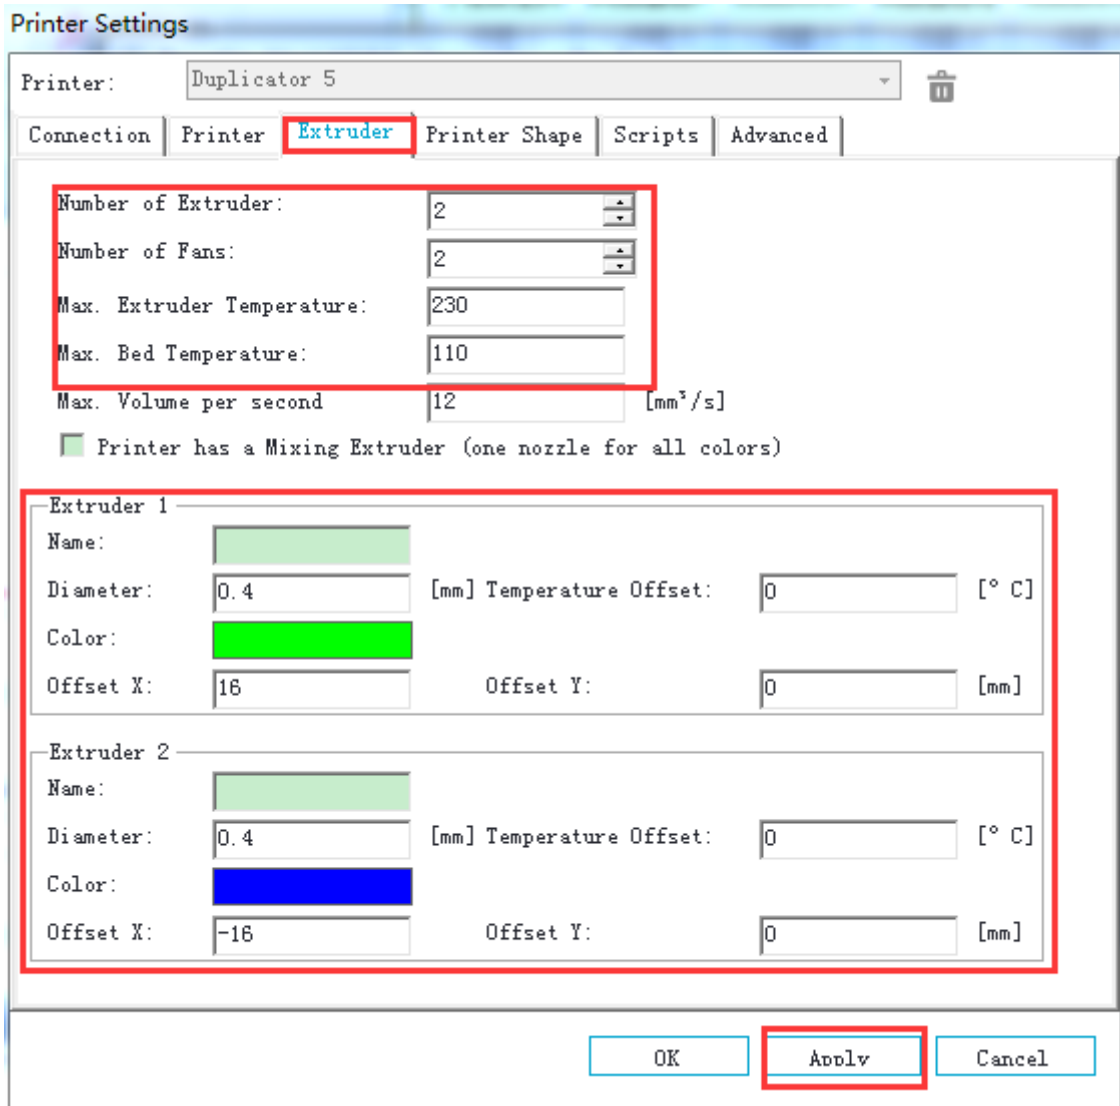 Printer Settings
Printer: Duplicator 5
Connection Printer Extruder Printer Shape Scripts Advanced
Number of Extruder: 2
Number of Fans: 2
Max. Extruder Temperature: 230
Max. Bed Temperature: 110
Max. Volume per second 12 [mm³/s]
Printer has a Mixing Extruder (one nozzle for all colors)
Extruder 1
Name:
Diameter: 0.4 [mm] Temperature Offset: 0 [° C]
Color:
Offset X: 16 Offset Y: 0 [mm]
Extruder 2
Name:
Diameter: 0.4 [mm] Temperature Offset: 0 [° C]
Color:
Offset X: -16 Offset Y: 0 [mm]
OK Apply Cancel